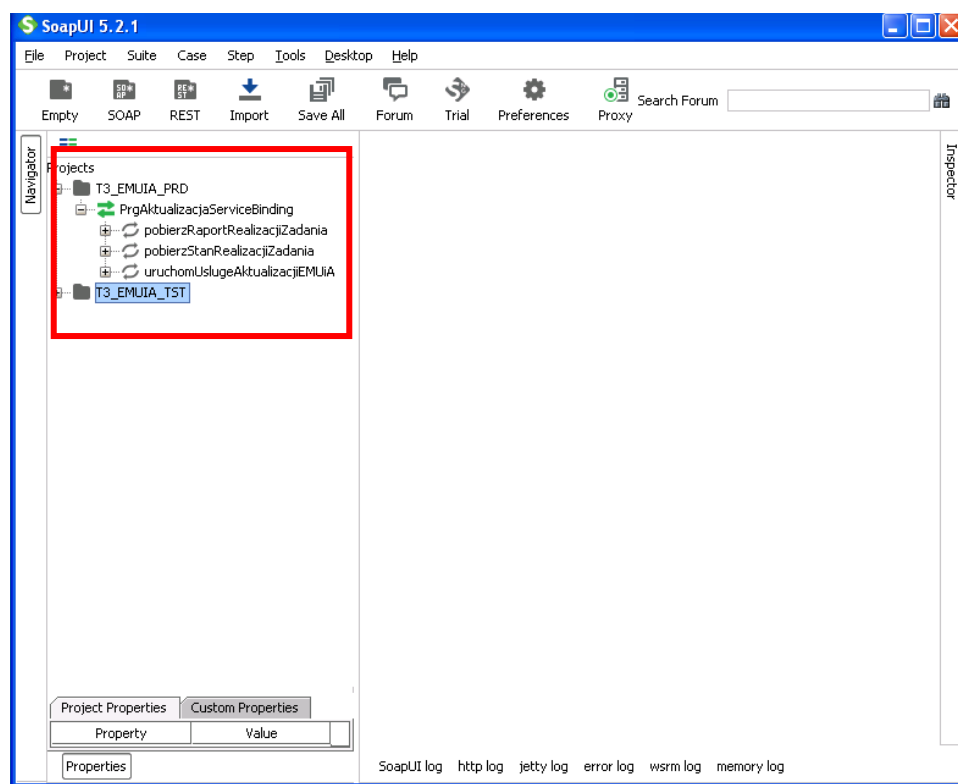 SoapUI 5.2.1
File Project Suite Case Step Tools Desktop Help
Empty SOAP REST Import Save All Forum Trial Preferences Proxy Search Forum
Navigator
Inspector
Projects
T3_EMUIA_PRD
PrgAktualizacjaServiceBinding
pobierzRaportRealizacjiZadania
pobierzStanRealizacjiZadania
uruchomUslugeAktualizacjiEMUiA
T3_EMUIA_TST
Project Properties Custom Properties
Property Value
Properties SoapUI log http log jetty log error log wsrm log memory log